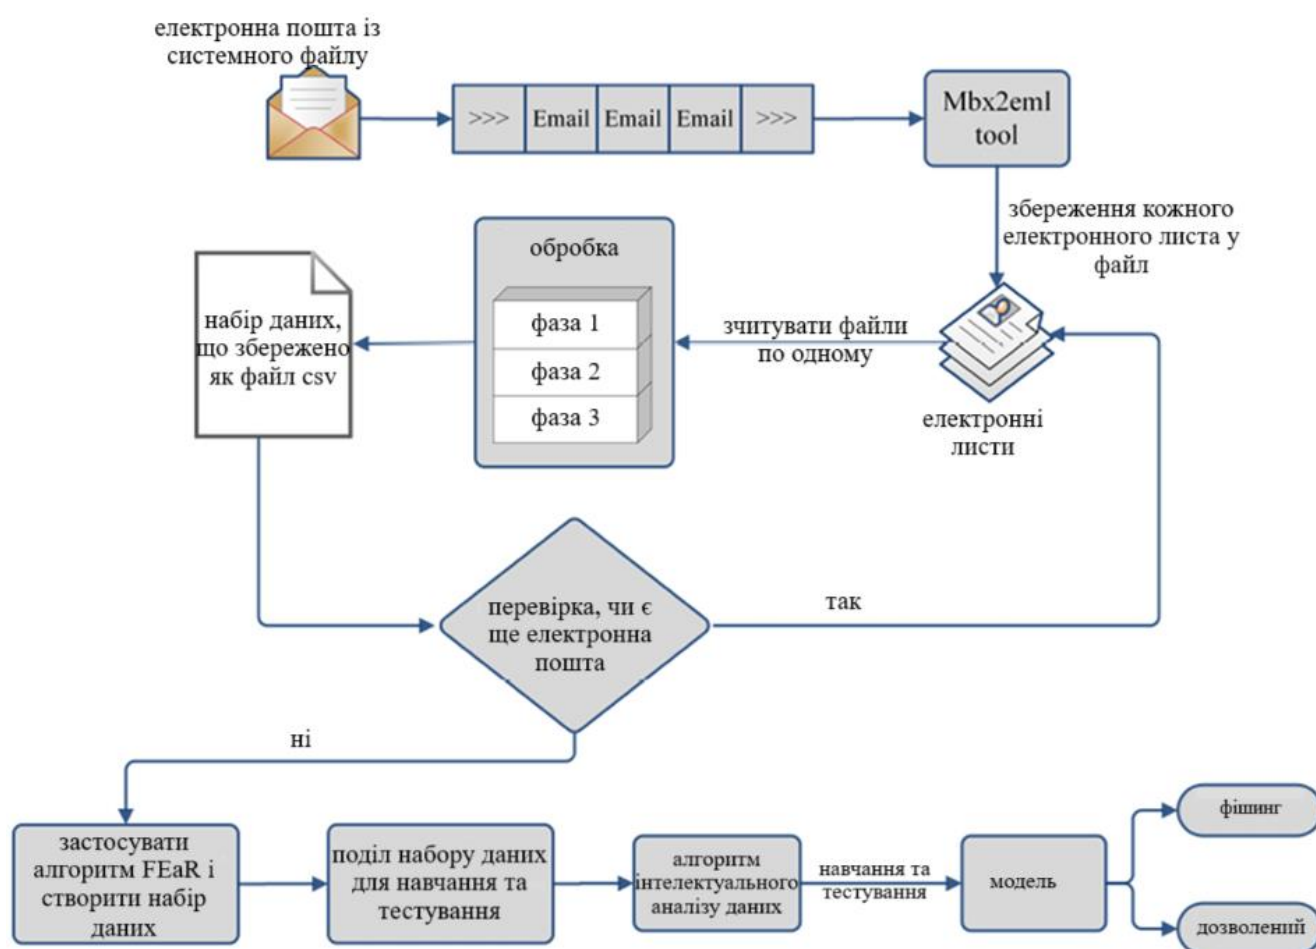 електронна пошта із
системного файлу
>>>
Email
Email
Email
>>>
Mbx2eml
tool
збереження кожного
електронного листа у
файл
обробка
фаза 1
фаза 2
фаза 3
набір даних,
що збережено
як файл csv
зчитувати файли
по одному
електронні
листи
перевірка, чи є
ще електронна
пошта
так
ні
застосувати
алгоритм FEaR і
створити набір
даних
поділ набору даних
для навчання та
тестування
алгоритм
інтелектуального
аналізу даних
навчання та
тестування
модель
фішинг
дозволений